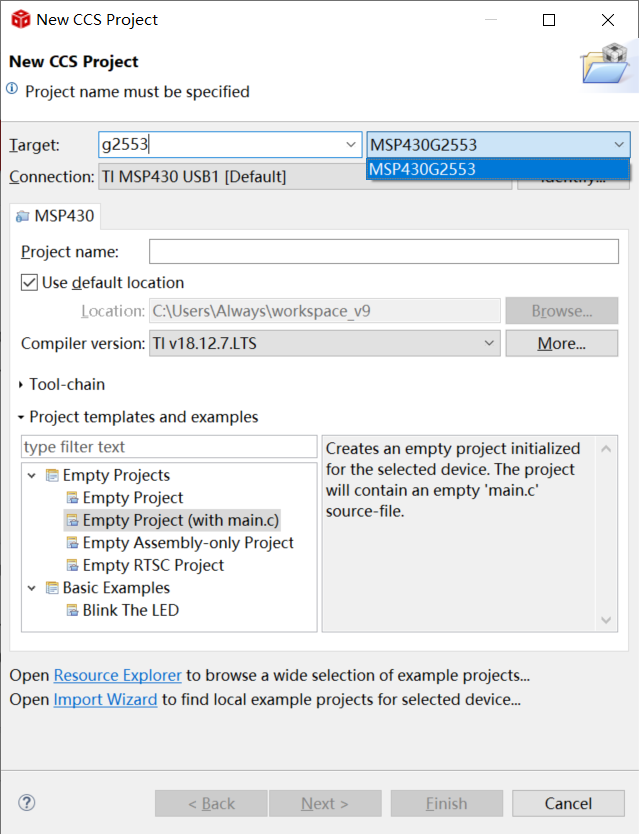 New CCS Project
New CCS Project
Project name must be specified
Target: g2553 MSP430G2553
MSP430G2553
Connection: TI MSP430 USB1 [Default] Identify...
MSP430
Project name:
Use default location
Location: C:\Users\Always\workspace_v9 Browse...
Compiler version: TI v18.12.7.LTS More...
Tool-chain
Project templates and examples
type filter text
Empty Projects
Empty Project
Empty Project (with main.c)
Empty Assembly-only Project
Empty RTSC Project
Basic Examples
Blink The LED
Creates an empty project initialized
for the selected device. The project
will contain an empty 'main.c'
source-file.
Open Resource Explorer to browse a wide selection of example projects...
Open Import Wizard to find local example projects for selected device...
? < Back Next > Finish Cancel